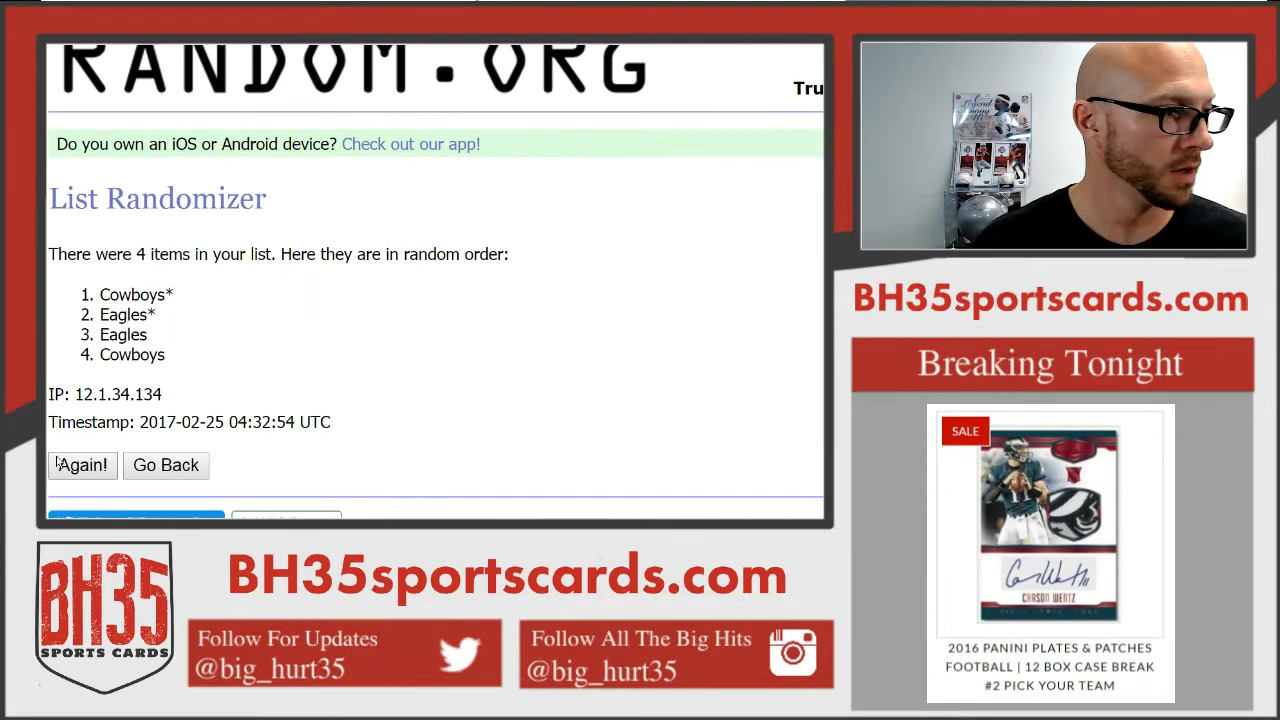 RANDOM.ORG
Tru
Do you own an iOS or Android device? Check out our app!
List Randomizer
There were 4 items in your list. Here they are in random order:
1. Cowboys*
2. Eagles*
3. Eagles
4. Cowboys
IP: 12.1.34.134
Timestamp: 2017-02-25 04:32:54 UTC
Again! Go Back
BH35sportscards.com
Breaking Tonight
SALE
CARSON WENTZ
2016 PANINI PLATES & PATCHES
FOOTBALL | 12 BOX CASE BREAK
#2 PICK YOUR TEAM
BH35
SPORTS CARDS
BH35sportscards.com
Follow For Updates
@big_hurt35
Follow All The Big Hits
@big_hurt35